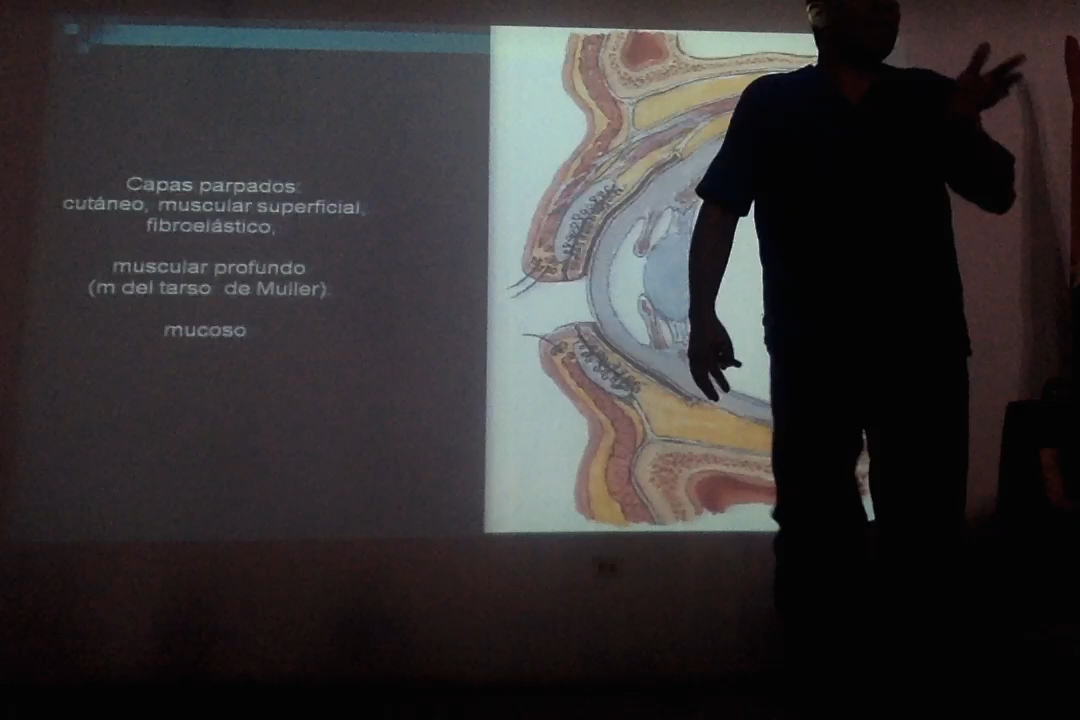 Capas parpados:
cutáneo, muscular superficial,
fibroelástico,
muscular profundo
(m del tarso de Muller)
mucoso